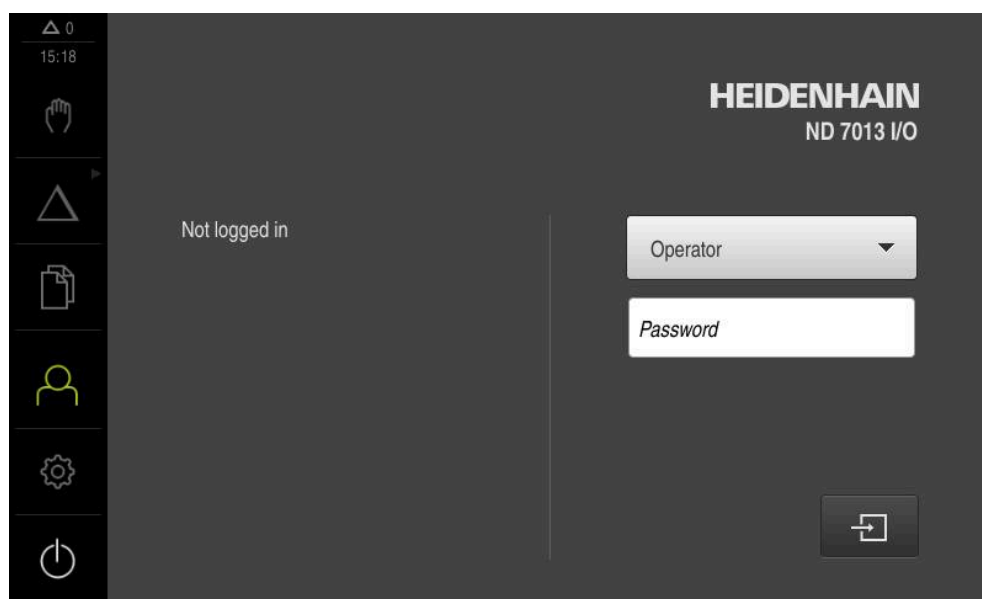 0
15:18
HEIDENHAIN
ND 7013 I/O
Not logged in
Operator
Password